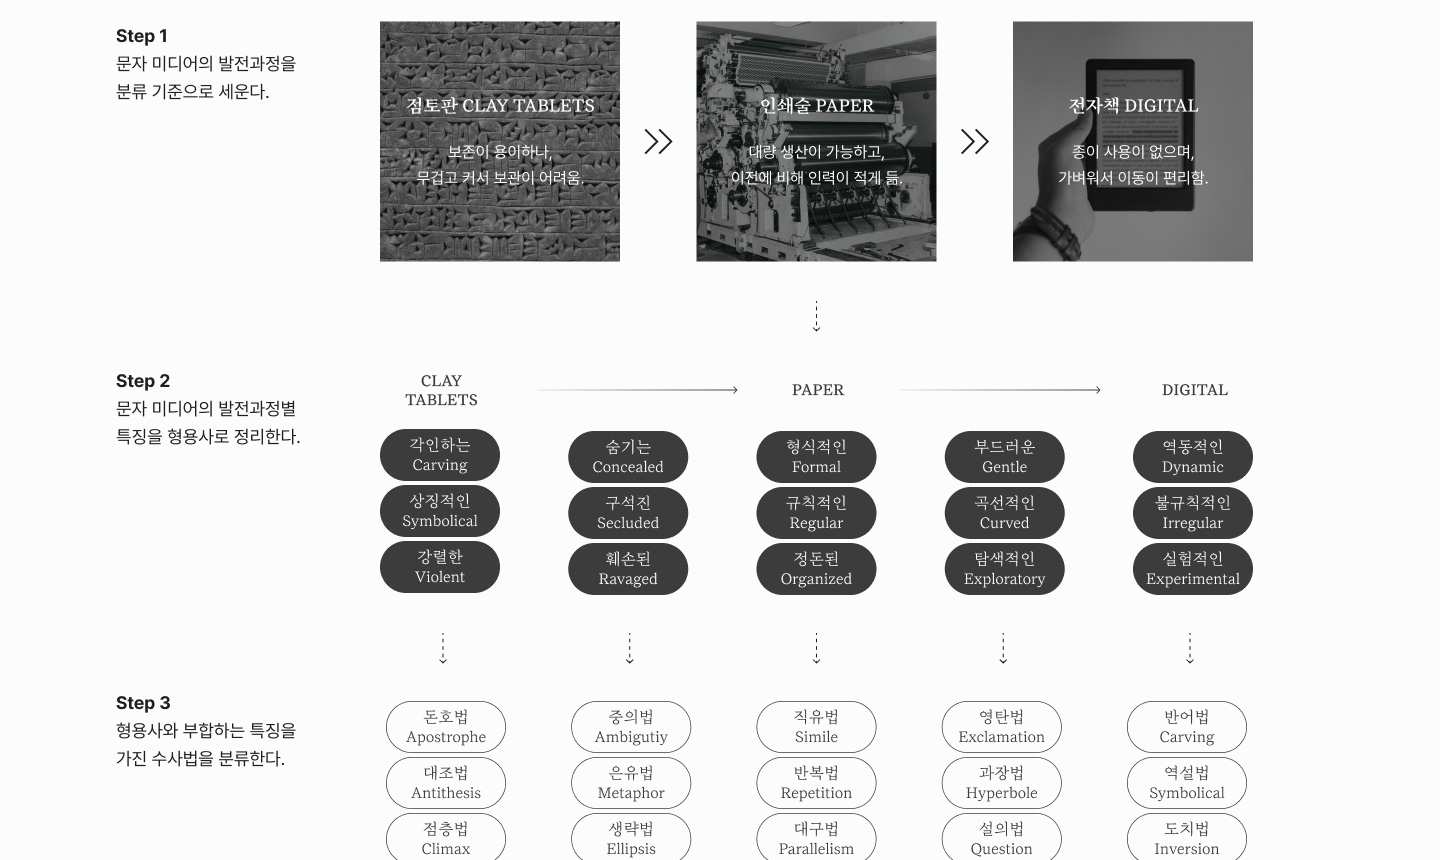 Step 1
문자 미디어의 발전과정을
분류 기준으로 세운다.
점토판 CLAY TABLETS
보존이 용이하나,
무겁고 커서 보관이 어려움.
인쇄술 PAPER
대량 생산이 가능하고,
이전에 비해 인력이 적게 듦.
전자책 DIGITAL
종이 사용이 없으며,
가벼워서 이동이 편리함.
Step 2
문자 미디어의 발전과정별
특징을 형용사로 정리한다.
CLAY
TABLETS
PAPER
DIGITAL
각인하는
Carving
상징적인
Symbolical
강렬한
Violent
숨기는
Concealed
구석진
Secluded
훼손된
Ravaged
형식적인
Formal
규칙적인
Regular
정돈된
Organized
부드러운
Gentle
곡선적인
Curved
탐색적인
Exploratory
역동적인
Dynamic
불규칙적인
Irregular
실험적인
Experimental
Step 3
형용사와 부합하는 특징을
가진 수사법을 분류한다.
돈호법
Apostrophe
대조법
Antithesis
점층법
Climax
중의법
Ambigutiy
은유법
Metaphor
생략법
Ellipsis
직유법
Simile
반복법
Repetition
대구법
Parallelism
영탄법
Exclamation
과장법
Hyperbole
설의법
Question
반어법
Carving
역설법
Symbolical
도치법
Inversion